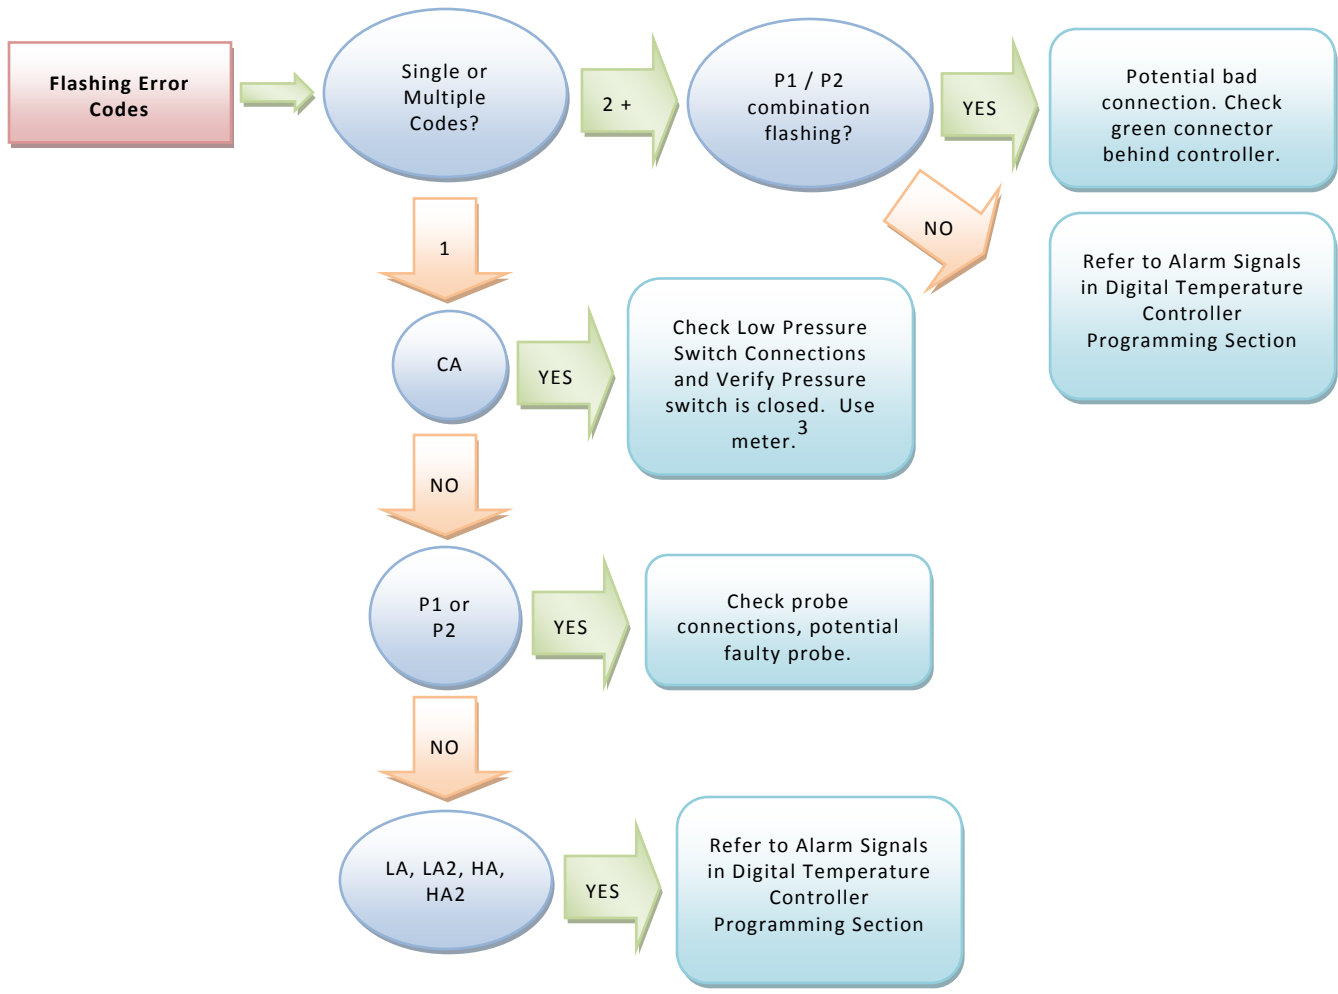 Flashing Error
Codes
Single or
Multiple
Codes?
2 +
P1 / P2
combination
flashing?
YES
Potential bad
connection. Check
green connector
behind controller.
NO
Refer to Alarm Signals
in Digital Temperature
Controller
Programming Section
1
CA
YES
Check Low Pressure
Switch Connections
and Verify Pressure
switch is closed.  Use
meter.3
NO
P1 or
P2
YES
Check probe
connections, potential
faulty probe.
NO
LA, LA2, HA,
HA2
YES
Refer to Alarm Signals
in Digital Temperature
Controller
Programming Section